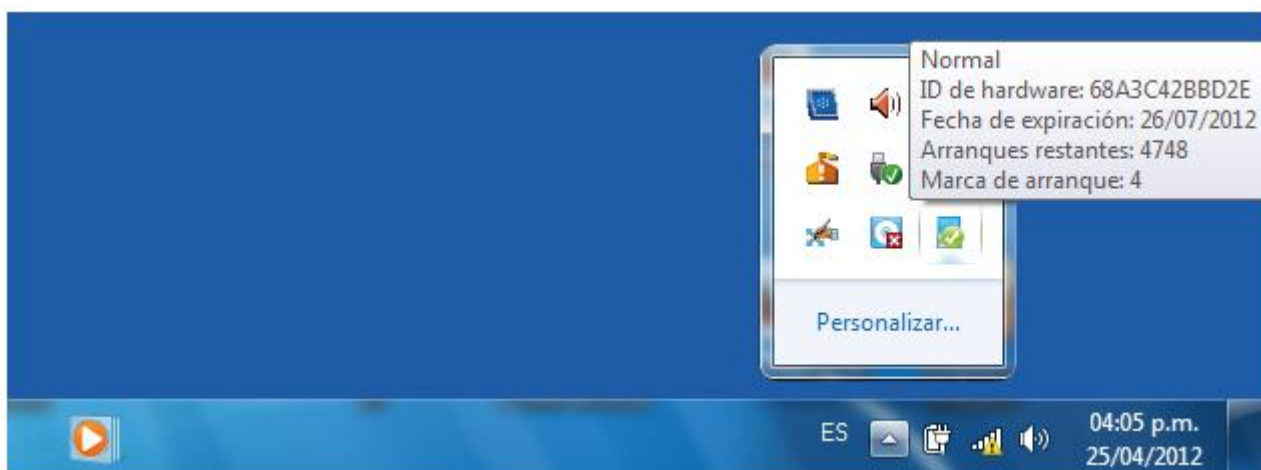 Normal
ID de hardware: 68A3C42BBD2E
Fecha de expiración: 26/07/2012
Arranques restantes: 4748
Marca de arranque: 4
Personalizar...
ES
04:05 p.m.
25/04/2012